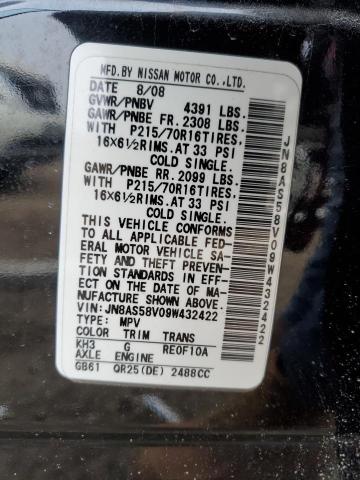 MFD.BY NISSAN MOTOR CO.,LTD.
DATE 8/08
GVWR/PNBV 4391 LBS.
GAWR/PNBE FR. 2308 LBS.
WITH P215/70R16TIRES,
16X6½RIMS.AT 33 PSI
COLD SINGLE.
GAWR/PNBE RR. 2099 LBS.
WITH P215/70R16TIRES,
16X6½RIMS.AT 33 PSI
COLD SINGLE.
THIS VEHICLE CONFORMS
TO ALL APPLICABLE FED-
ERAL MOTOR VEHICLE SA-
FETY AND THEFT PREVEN-
TION STANDARDS IN EFF-
ECT ON THE DATE OF MA-
NUFACTURE SHOWN ABOVE.
VIN: JN8AS58V09W432422
TYPE: MPV
COLOR TRIM TRANS
KH3 G RE0F10A
AXLE ENGINE
GB61 QR25(DE) 2488CC
JN8AS58V09W432422